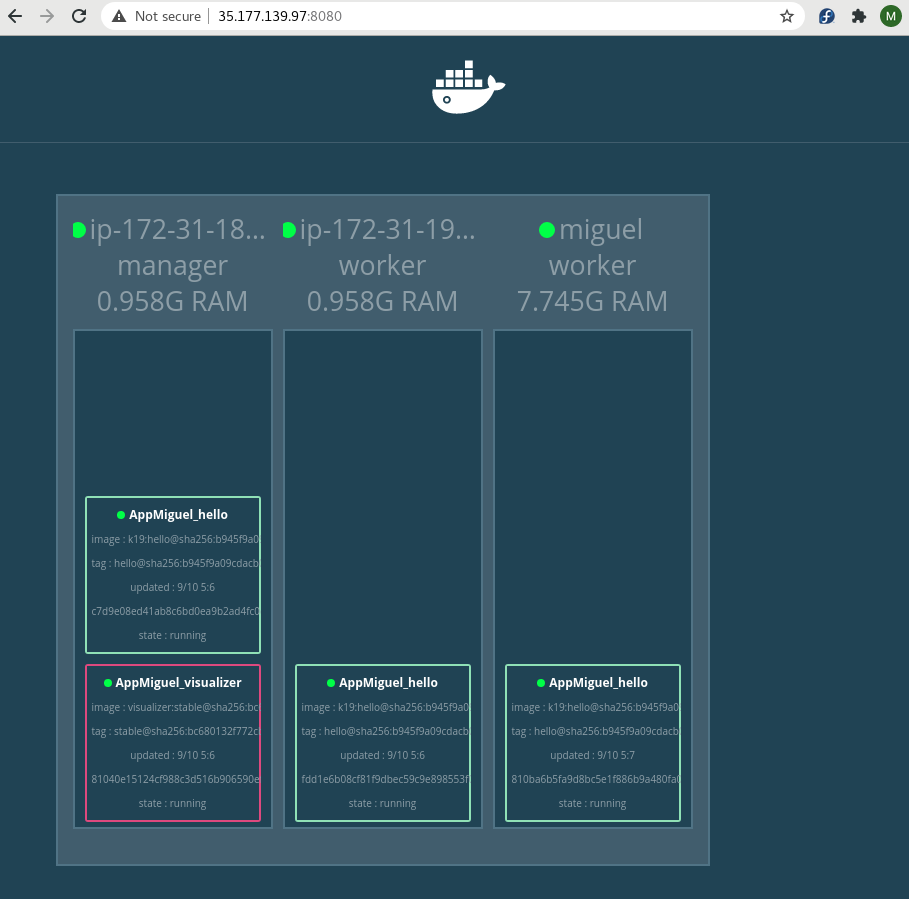 Not secure | 35.177.139.97:8080
M
ip-172-31-18...
manager
0.958G RAM
AppMiguel_hello
image : k19:hello@sha256:b945f9a0
tag : hello@sha256:b945f9a09cdacb
updated : 9/10 5:6
c7d9e08ed41ab8c6bd0ea9b2ad4fc0
state : running
AppMiguel_visualizer
image : visualizer:stable@sha256:bc
tag : stable@sha256:bc680132f772c
updated : 9/10 5:6
81040e15124cf988c3d516b906590e
state : running
ip-172-31-19...
worker
0.958G RAM
AppMiguel_hello
image : k19:hello@sha256:b945f9a0
tag : hello@sha256:b945f9a09cdacb
updated : 9/10 5:6
fdd1e6b08cf81f9dbec59c9e898553f
state : running
miguel
worker
7.745G RAM
AppMiguel_hello
image : k19:hello@sha256:b945f9a0
tag : hello@sha256:b945f9a09cdacb
updated : 9/10 5:7
810ba6b5fa9d8bc5e1f886b9a480fa0
state : running